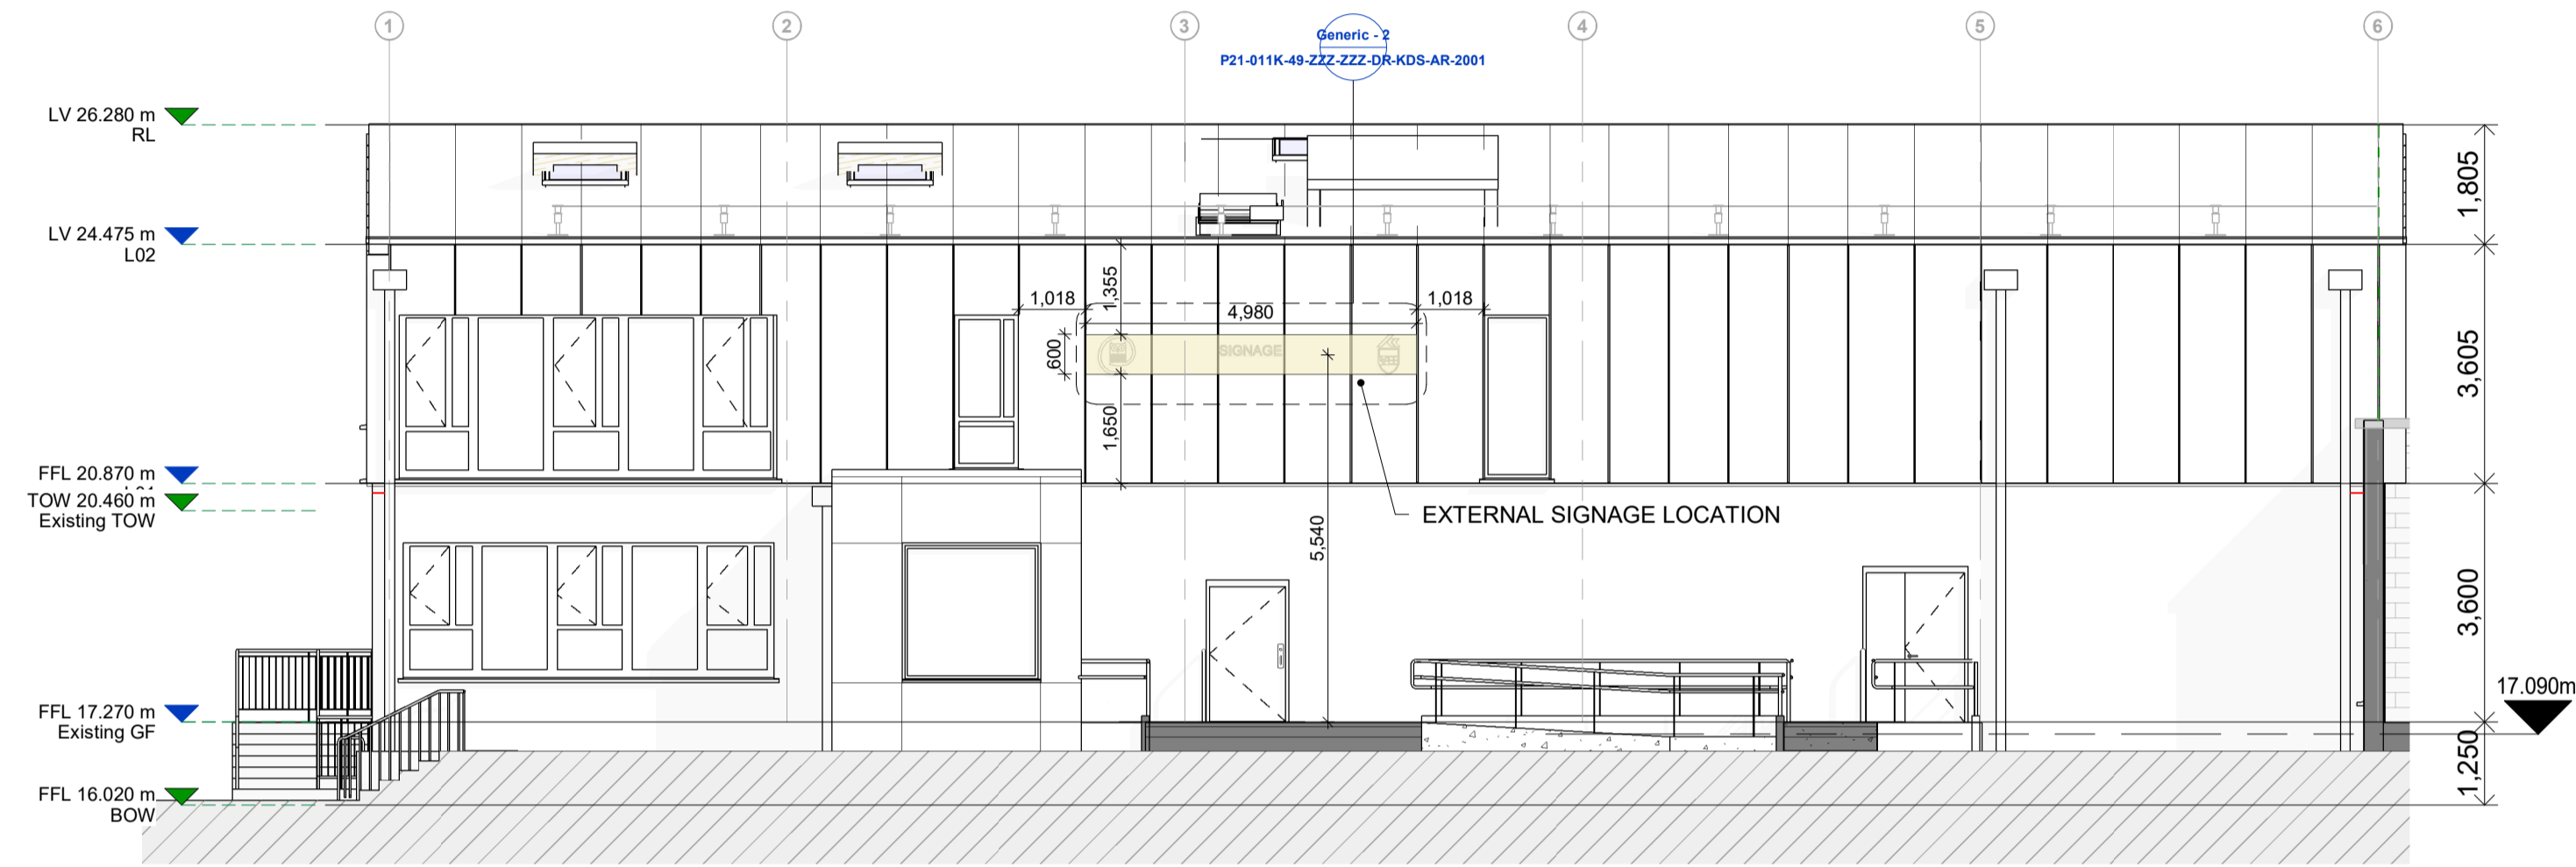 1
2
3
4
5
6
Generic - 2
P21-011K-49-ZZZ-ZZZ-DR-KDS-AR-2001
LV 26.280 m
RL
1,805
LV 24.475 m
L02
1,355
1,018
1,018
4,980
600
SIGNAGE
3,605
1,650
FFL 20.870 m
TOW 20.460 m
Existing TOW
EXTERNAL SIGNAGE LOCATION
5,540
3,600
17.090m
FFL 17.270 m
Existing GF
1,250
FFL 16.020 m
BOW